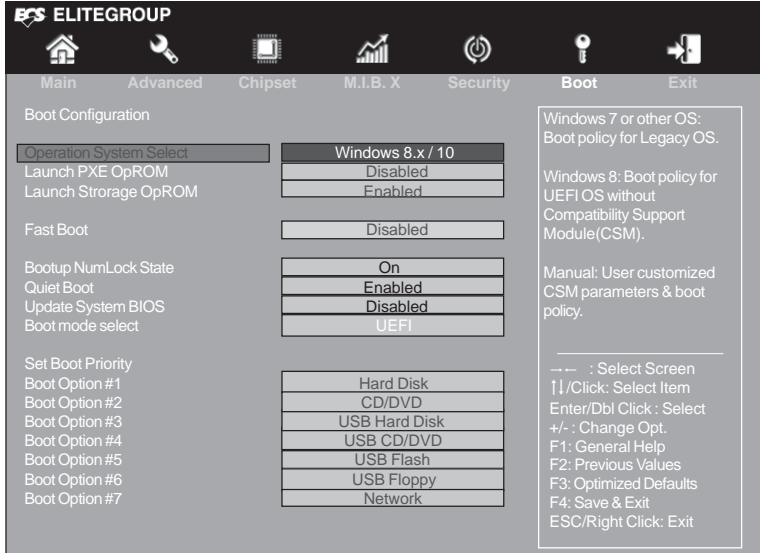 ECS ELITEGROUP
Main Advanced Chipset M.I.B. X Security Boot Exit
Boot Configuration
Operation System Select Windows 8.x / 10
Launch PXE OpROM Disabled
Launch Strorage OpROM Enabled
Fast Boot Disabled
Bootup NumLock State On
Quiet Boot Enabled
Update System BIOS Disabled
Boot mode select UEFI
Set Boot Priority
Boot Option #1 Hard Disk
Boot Option #2 CD/DVD
Boot Option #3 USB Hard Disk
Boot Option #4 USB CD/DVD
Boot Option #5 USB Flash
Boot Option #6 USB Floppy
Boot Option #7 Network
Windows 7 or other OS:
Boot policy for Legacy OS.
Windows 8: Boot policy for
UEFI OS without
Compatibility Support
Module(CSM).
Manual: User customized
CSM parameters & boot
policy.
→← : Select Screen
↑↓/Click: Select Item
Enter/Dbl Click : Select
+/- : Change Opt.
F1: General Help
F2: Previous Values
F3: Optimized Defaults
F4: Save & Exit
ESC/Right Click: Exit